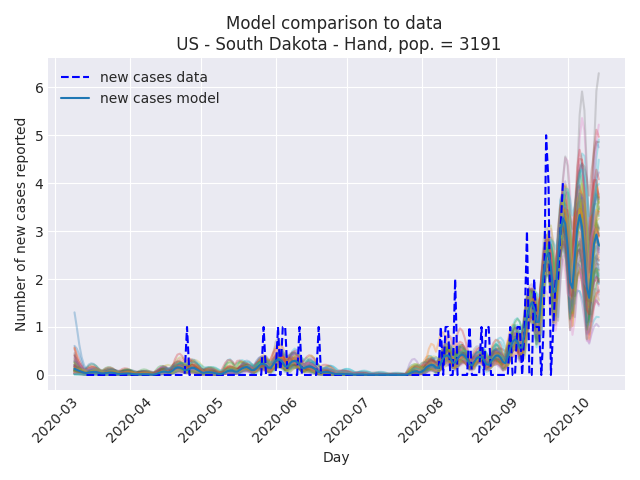 Model comparison to data
US - South Dakota - Hand, pop. = 3191
new cases data
new cases model
Number of new cases reported
6
5
4
3
2
1
0
2020-03
2020-04
2020-05
2020-06
2020-07
2020-08
2020-09
2020-10
Day